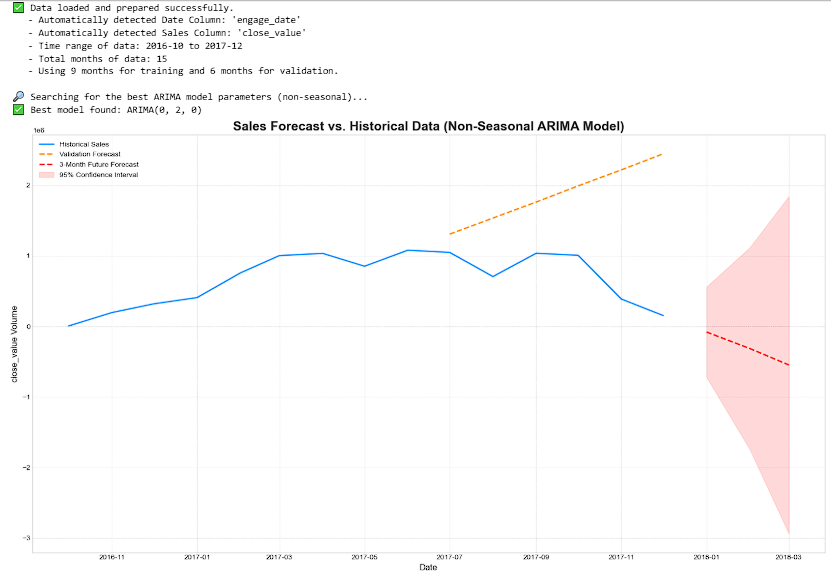 ✅ Data loaded and prepared successfully.
- Automatically detected Date Column: 'engage_date'
- Automatically detected Sales Column: 'close_value'
- Time range of data: 2016-10 to 2017-12
- Total months of data: 15
- Using 9 months for training and 6 months for validation.
🔎 Searching for the best ARIMA model parameters (non-seasonal)...
✅ Best model found: ARIMA(0, 2, 0)
Sales Forecast vs. Historical Data (Non-Seasonal ARIMA Model)
1e6
Historical Sales
Validation Forecast
3-Month Future Forecast
95% Confidence Interval
2
1
0
−1
−2
−3
close_value Volume
2016-11 2017-01 2017-03 2017-05 2017-07 2017-09 2017-11 2018-01 2018-03
Date